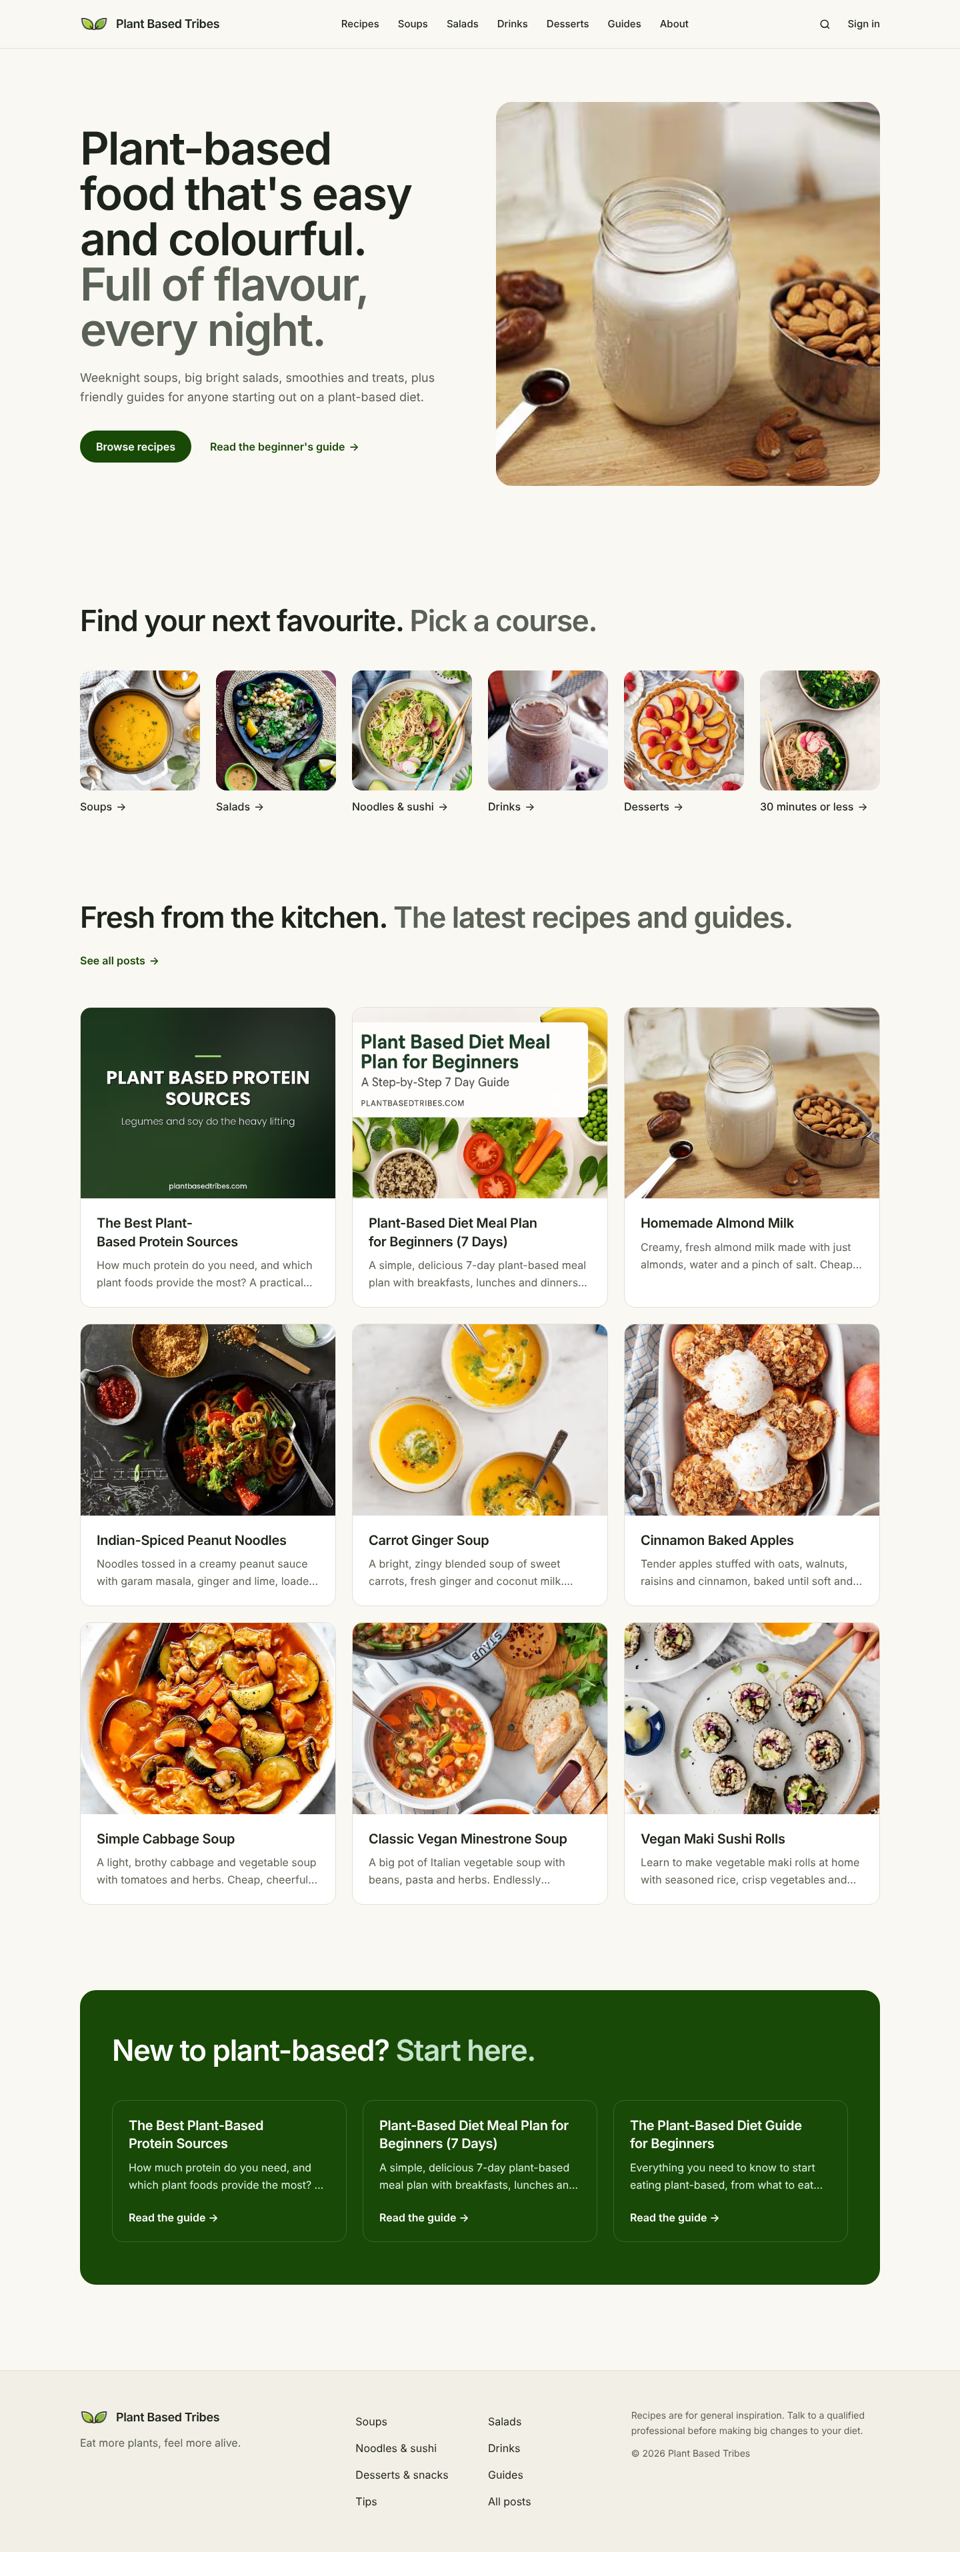 Plant Based Tribes
Recipes Soups Salads Drinks Desserts Guides About
Sign in
Plant-based
food that's easy
and colourful.
Full of flavour,
every night.
Weeknight soups, big bright salads, smoothies and treats, plus
friendly guides for anyone starting out on a plant-based diet.
Browse recipes
Read the beginner's guide →
Find your next favourite. Pick a course.
Soups →
Salads →
Noodles & sushi →
Drinks →
Desserts →
30 minutes or less →
Fresh from the kitchen. The latest recipes and guides.
See all posts →
PLANT BASED PROTEIN
SOURCES
Legumes and soy do the heavy lifting
plantbasedtribes.com
The Best Plant-
Based Protein Sources
How much protein do you need, and which
plant foods provide the most? A practical...
Plant Based Diet Meal
Plan for Beginners
A Step-by-Step 7 Day Guide
PLANTBASEDTRIBES.COM
Plant-Based Diet Meal Plan
for Beginners (7 Days)
A simple, delicious 7-day plant-based meal
plan with breakfasts, lunches and dinners...
Homemade Almond Milk
Creamy, fresh almond milk made with just
almonds, water and a pinch of salt. Cheap...
Indian-Spiced Peanut Noodles
Noodles tossed in a creamy peanut sauce
with garam masala, ginger and lime, loade...
Carrot Ginger Soup
A bright, zingy blended soup of sweet
carrots, fresh ginger and coconut milk....
Cinnamon Baked Apples
Tender apples stuffed with oats, walnuts,
raisins and cinnamon, baked until soft and...
Simple Cabbage Soup
A light, brothy cabbage and vegetable soup
with tomatoes and herbs. Cheap, cheerful...
STAUB
Classic Vegan Minestrone Soup
A big pot of Italian vegetable soup with
beans, pasta and herbs. Endlessly...
Vegan Maki Sushi Rolls
Learn to make vegetable maki rolls at home
with seasoned rice, crisp vegetables and...
New to plant-based? Start here.
The Best Plant-Based
Protein Sources
How much protein do you need, and
which plant foods provide the most? ...
Read the guide →
Plant-Based Diet Meal Plan for
Beginners (7 Days)
A simple, delicious 7-day plant-based
meal plan with breakfasts, lunches an...
Read the guide →
The Plant-Based Diet Guide
for Beginners
Everything you need to know to start
eating plant-based, from what to eat...
Read the guide →
Plant Based Tribes
Eat more plants, feel more alive.
Soups
Noodles & sushi
Desserts & snacks
Tips
Salads
Drinks
Guides
All posts
Recipes are for general inspiration. Talk to a qualified
professional before making big changes to your diet.
© 2026 Plant Based Tribes